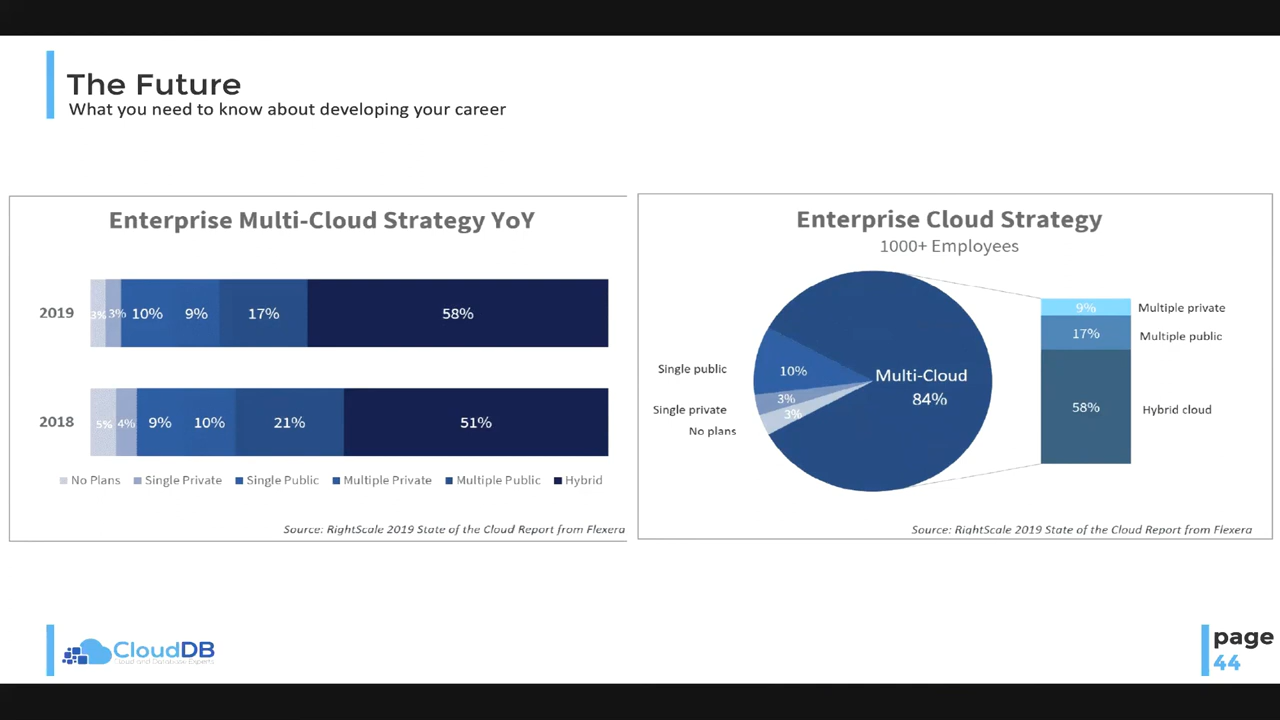 The Future
What you need to know about developing your career
Enterprise Multi-Cloud Strategy YoY
2019 3% 3% 10% 9% 17% 58%
2018 5% 4% 9% 10% 21% 51%
No Plans Single Private Single Public Multiple Private Multiple Public Hybrid
Source: RightScale 2019 State of the Cloud Report from Flexera
Enterprise Cloud Strategy
1000+ Employees
Single public
Single private
No plans
10%
3%
3%
Multi-Cloud
84%
9% Multiple private
17% Multiple public
58% Hybrid cloud
Source: RightScale 2019 State of the Cloud Report from Flexera
CloudDB
Cloud and Database Experts
page
44